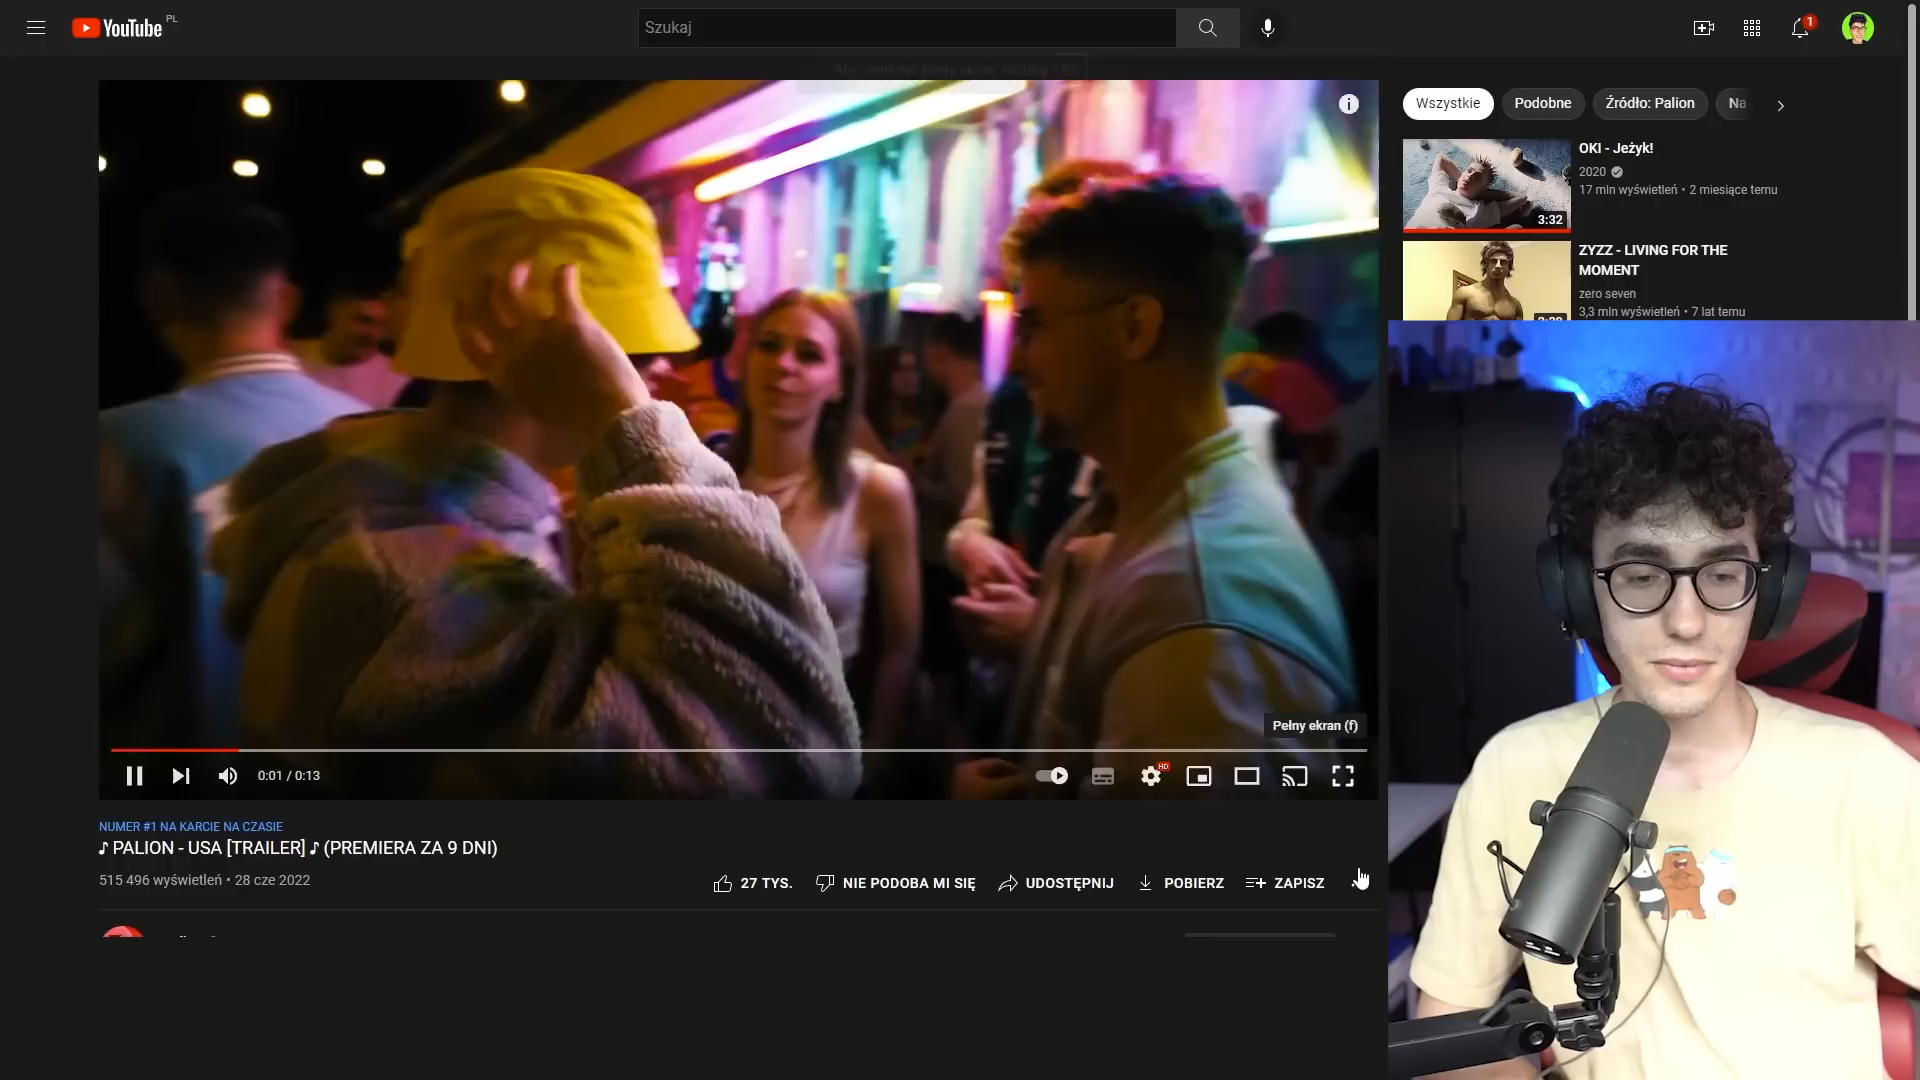 YouTube PL
Szukaj
1
Wszystkie
Podobne
Źródło: Palion
Na
OKI - Jeżyk!
2020
17 mln wyświetleń • 2 miesiące temu
3:32
ZYZZ - LIVING FOR THE
MOMENT
zero seven
3,3 mln wyświetleń • 7 lat temu
Pełny ekran (f)
0:01 / 0:13
HD
NUMER #1 NA KARCIE NA CZASIE
♪ PALION - USA [TRAILER] ♪ (PREMIERA ZA 9 DNI)
515 496 wyświetleń • 28 cze 2022
27 TYS.
NIE PODOBA MI SIĘ
UDOSTĘPNIJ
POBIERZ
ZAPISZ